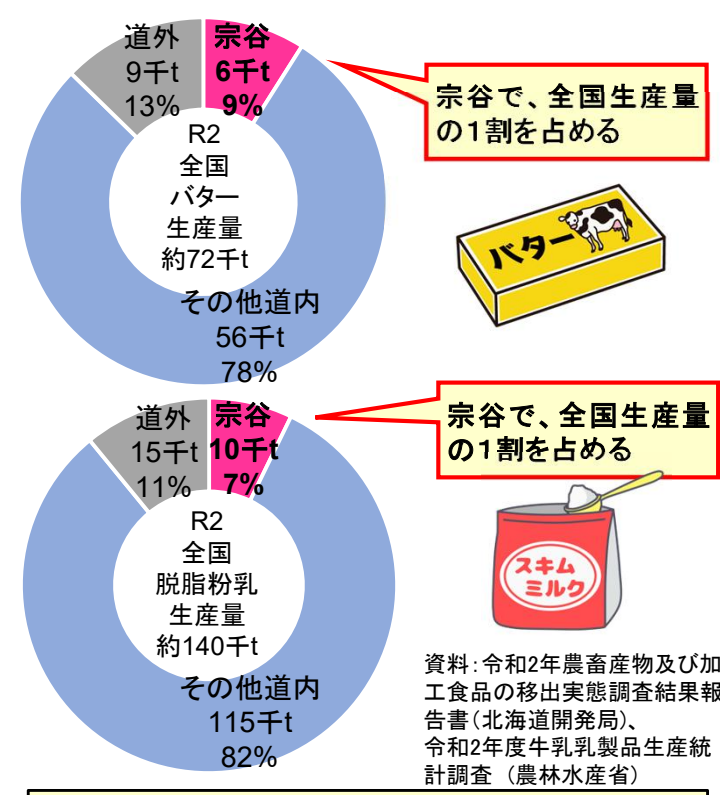 道外
9千t
13%
宗谷
6千t
9%
R2
全国
バター
生産量
約72千t
その他道内
56千t
78%
宗谷で、全国生産量
の1割を占める
バター
道外
15千t
11%
宗谷
10千t
7%
R2
全国
脱脂粉乳
生産量
約140千t
その他道内
115千t
82%
宗谷で、全国生産量
の1割を占める
スキム
ミルク
資料：令和2年農畜産物及び加
工食品の移出実態調査結果報
告書（北海道開発局）、
令和2年度牛乳乳製品生産統
計調査 （農林水産省）